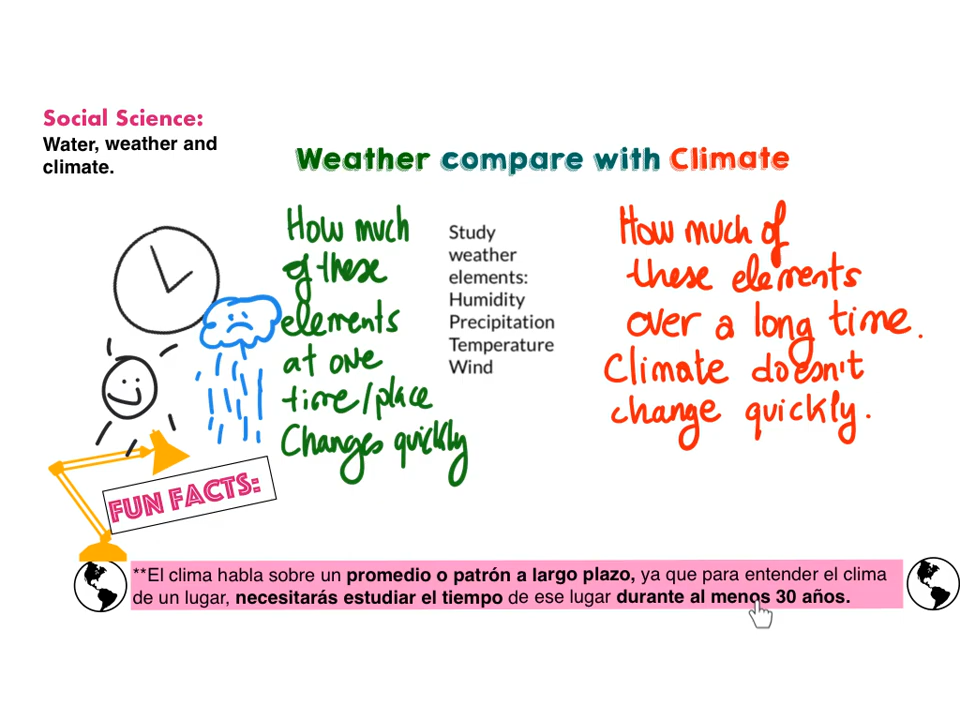 Social Science:
Water, weather and
climate.
Weather compare with Climate
How much
of these
elements
at one
time/place
Changes quickly
Study
weather
elements:
Humidity
Precipitation
Temperature
Wind
How much of
these elements
over a long time.
Climate doesn't
change quickly.
FUN FACTS:
**El clima habla sobre un promedio o patrón a largo plazo, ya que para entender el clima
de un lugar, necesitarás estudiar el tiempo de ese lugar durante al menos 30 años.